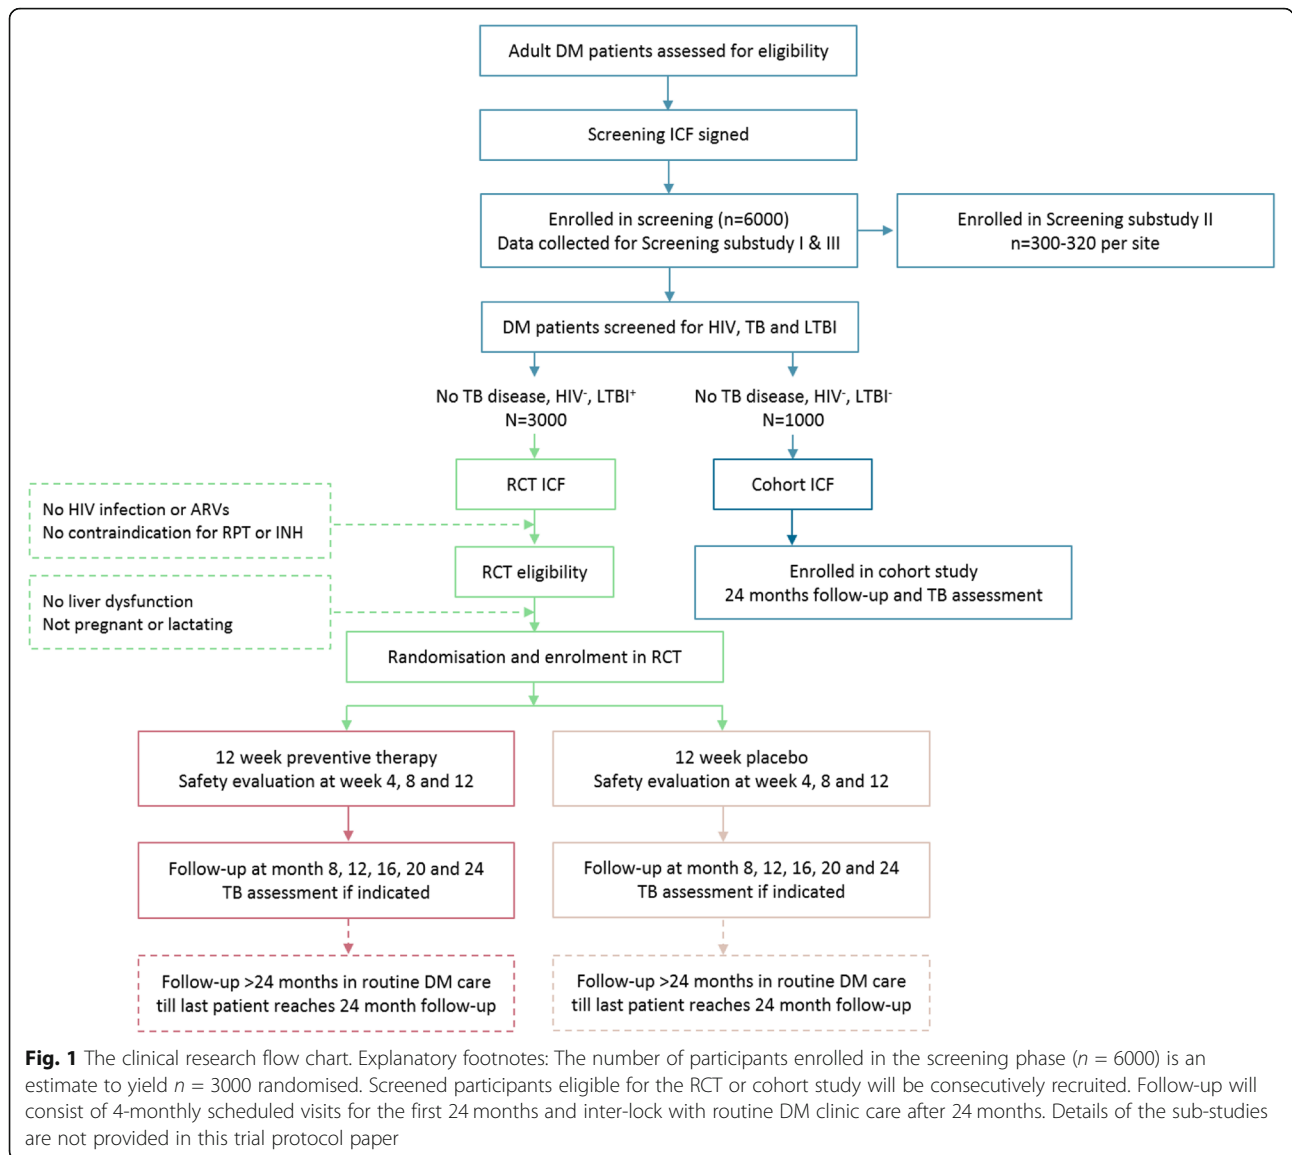 Adult DM patients assessed for eligibility
Screening ICF signed
Enrolled in screening (n=6000)
Data collected for Screening substudy I & III
Enrolled in Screening substudy II
n=300-320 per site
DM patients screened for HIV, TB and LTBI
No TB disease, HIV⁻, LTBI⁺
N=3000
No TB disease, HIV⁻, LTBI⁻
N=1000
RCT ICF
Cohort ICF
No HIV infection or ARVs
No contraindication for RPT or INH
RCT eligibility
Enrolled in cohort study
24 months follow-up and TB assessment
No liver dysfunction
Not pregnant or lactating
Randomisation and enrolment in RCT
12 week preventive therapy
Safety evaluation at week 4, 8 and 12
12 week placebo
Safety evaluation at week 4, 8 and 12
Follow-up at month 8, 12, 16, 20 and 24
TB assessment if indicated
Follow-up at month 8, 12, 16, 20 and 24
TB assessment if indicated
Follow-up >24 months in routine DM care
till last patient reaches 24 month follow-up
Follow-up >24 months in routine DM care
till last patient reaches 24 month follow-up
Fig. 1 The clinical research flow chart. Explanatory footnotes: The number of participants enrolled in the screening phase (n = 6000) is an
estimate to yield n = 3000 randomised. Screened participants eligible for the RCT or cohort study will be consecutively recruited. Follow-up will
consist of 4-monthly scheduled visits for the first 24 months and inter-lock with routine DM clinic care after 24 months. Details of the sub-studies
are not provided in this trial protocol paper